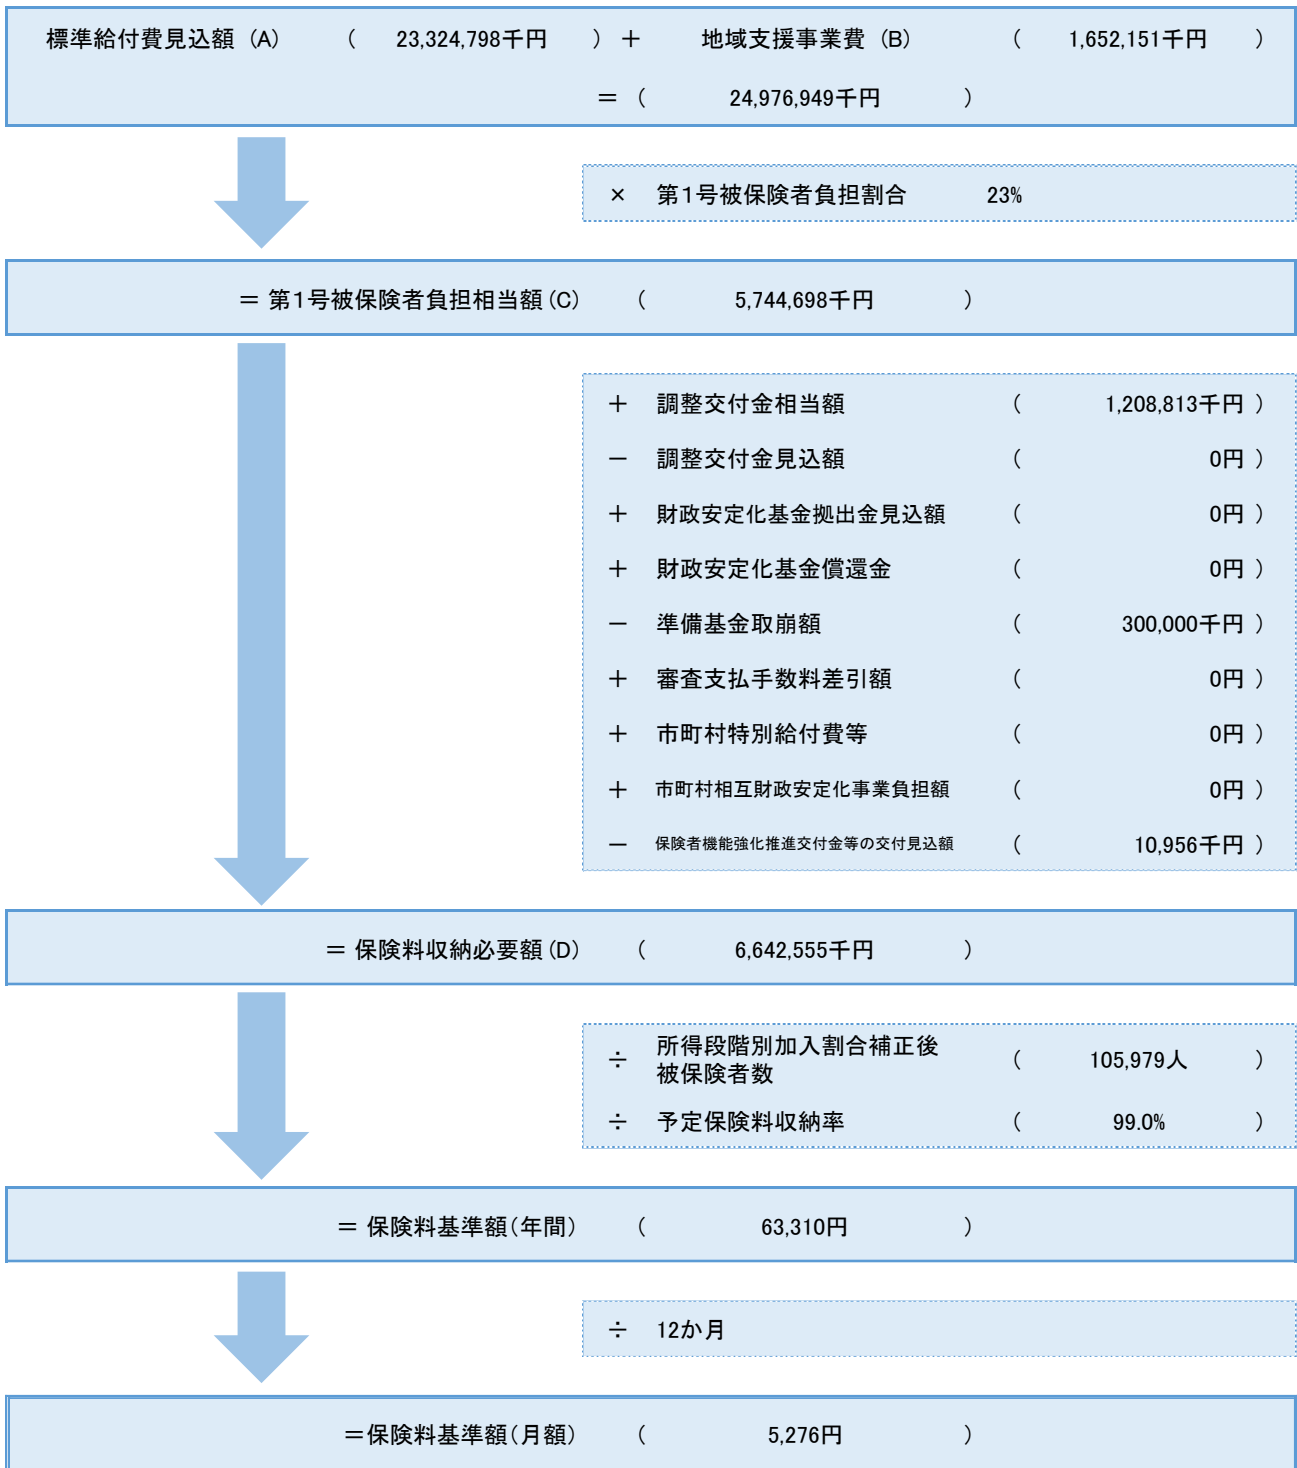 標準給付費見込額（A）　（　23,324,798千円　）＋　地域支援事業費（B）　（　1,652,151千円　）
＝（　24,976,949千円　）
×　第1号被保険者負担割合　23%
＝ 第1号被保険者負担相当額（C）　（　5,744,698千円　）
＋　調整交付金相当額　（　1,208,813千円 ）
－　調整交付金見込額　（　0円 ）
＋　財政安定化基金拠出金見込額　（　0円 ）
＋　財政安定化基金償還金　（　0円 ）
－　準備基金取崩額　（　300,000千円 ）
＋　審査支払手数料差引額　（　0円 ）
＋　市町村特別給付費等　（　0円 ）
＋　市町村相互財政安定化事業負担額　（　0円 ）
－　保険者機能強化推進交付金等の交付見込額　（　10,956千円 ）
＝ 保険料収納必要額（D）　（　6,642,555千円　）
÷　所得段階別加入割合補正後
被保険者数　（　105,979人　）
÷　予定保険料収納率　（　99.0%　）
＝ 保険料基準額（年間）　（　63,310円　）
÷　12か月
＝保険料基準額（月額）　（　5,276円　）